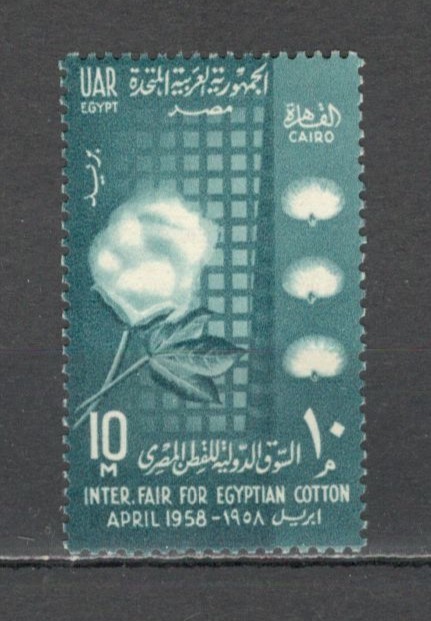 UAR الجمهورية العربية المتحدة
EGYPT مصر
القاهرة
CAIRO
بريد
10 M السوق الدولية للقطن المصرى ١٠ م
INTER. FAIR FOR EGYPTIAN COTTON
APRIL 1958 - ١٩٥٨ ابريل